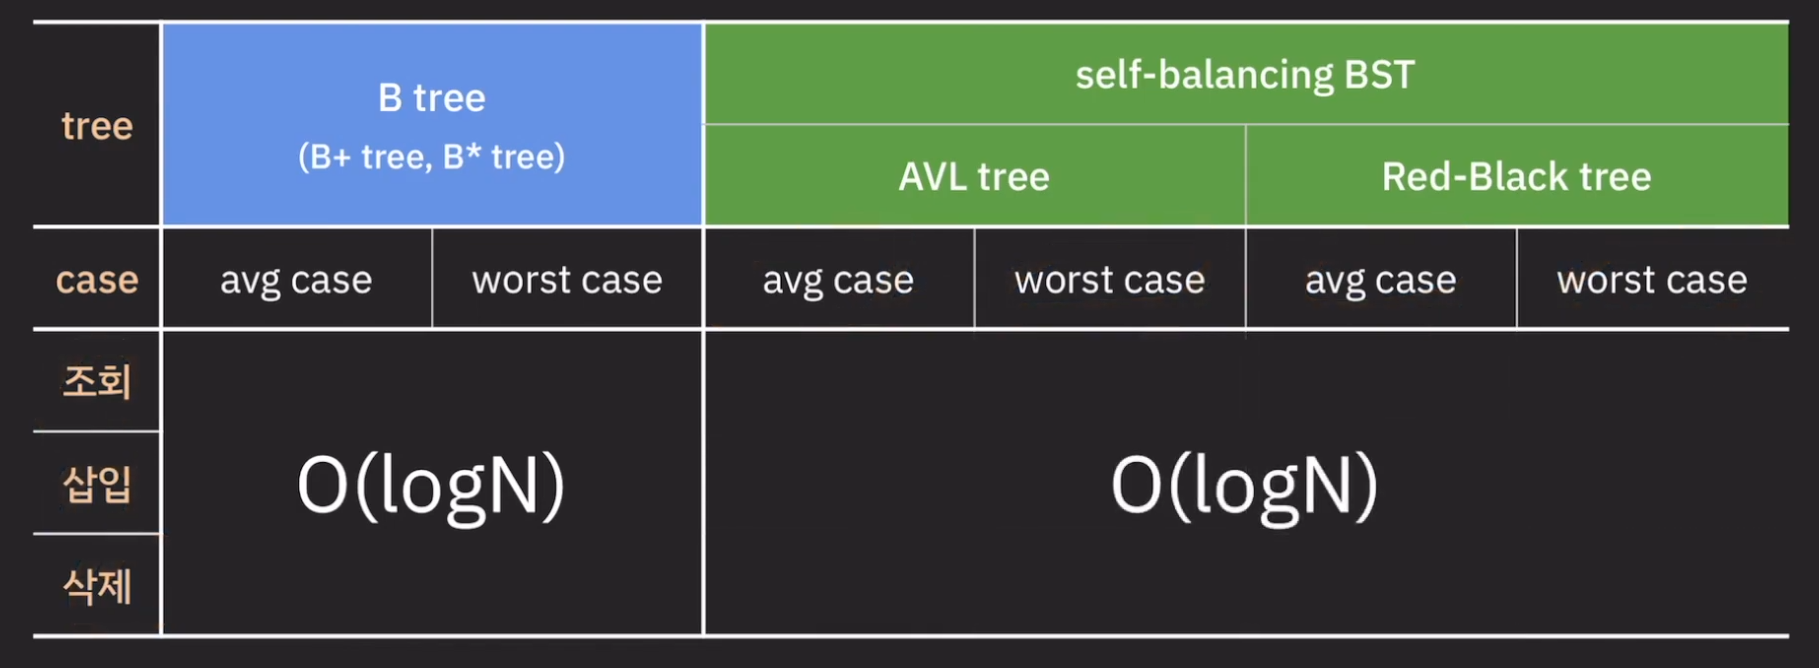 tree
B tree
(B+ tree, B* tree)
self-balancing BST
AVL tree
Red-Black tree
case
avg case
worst case
avg case
worst case
avg case
worst case
조회
삽입
삭제
O(logN)
O(logN)